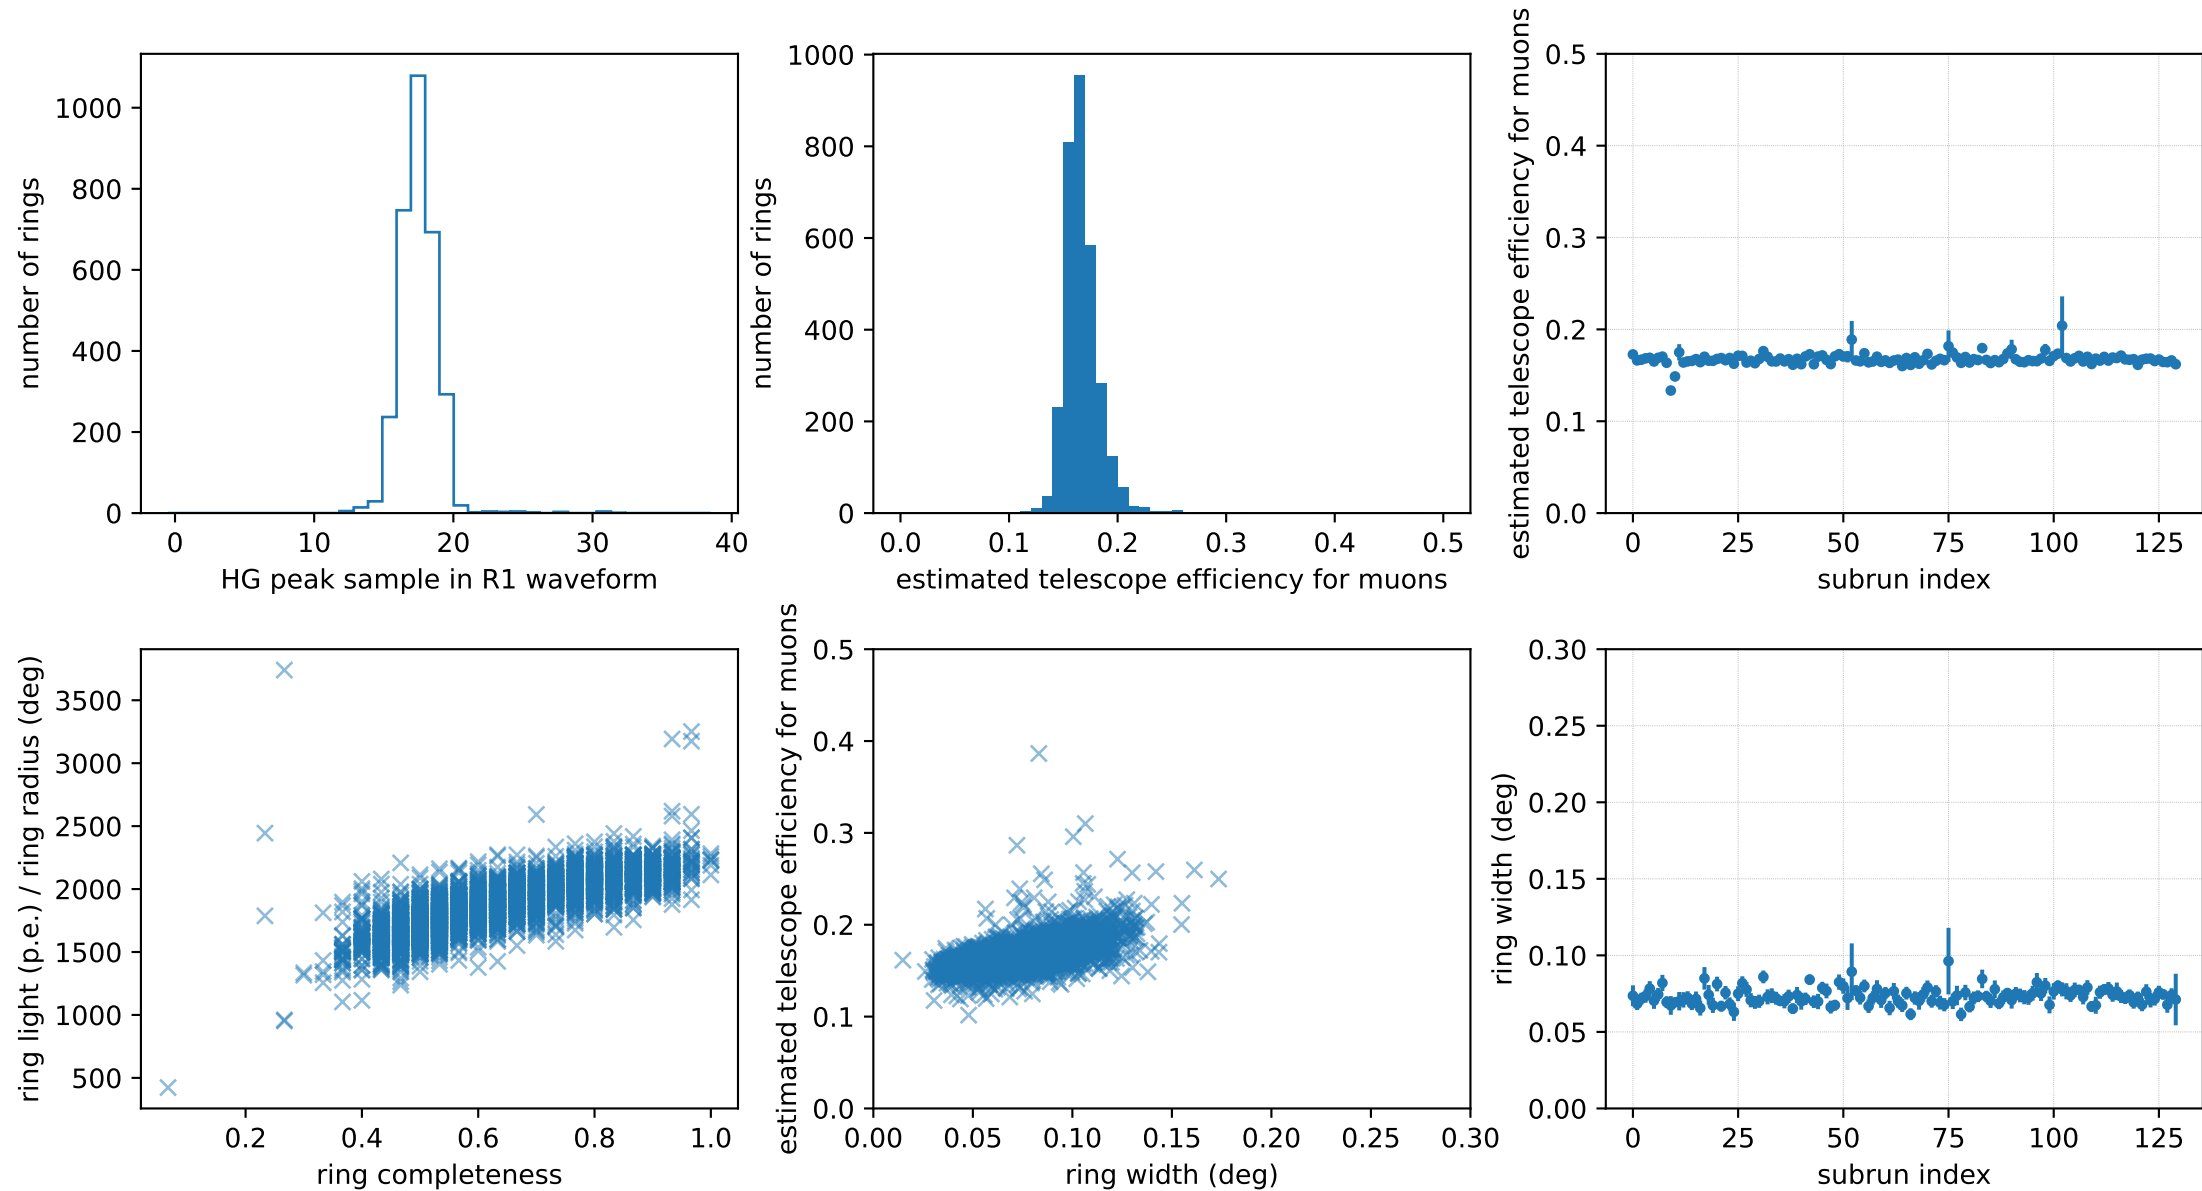 number of rings
1000
800
600
400
200
0
0 10 20 30 40
HG peak sample in R1 waveform
number of rings
1000
800
600
400
200
0
0.0 0.1 0.2 0.3 0.4 0.5
estimated telescope efficiency for muons
estimated telescope efficiency for muons
0.5
0.4
0.3
0.2
0.1
0.0
0 25 50 75 100 125
subrun index
ring light (p.e.) / ring radius (deg)
3500
3000
2500
2000
1500
1000
500
0.2 0.4 0.6 0.8 1.0
ring completeness
estimated telescope efficiency for muons
0.5
0.4
0.3
0.2
0.1
0.0
0.00 0.05 0.10 0.15 0.20 0.25 0.30
ring width (deg)
ring width (deg)
0.30
0.25
0.20
0.15
0.10
0.05
0.00
0 25 50 75 100 125
subrun index